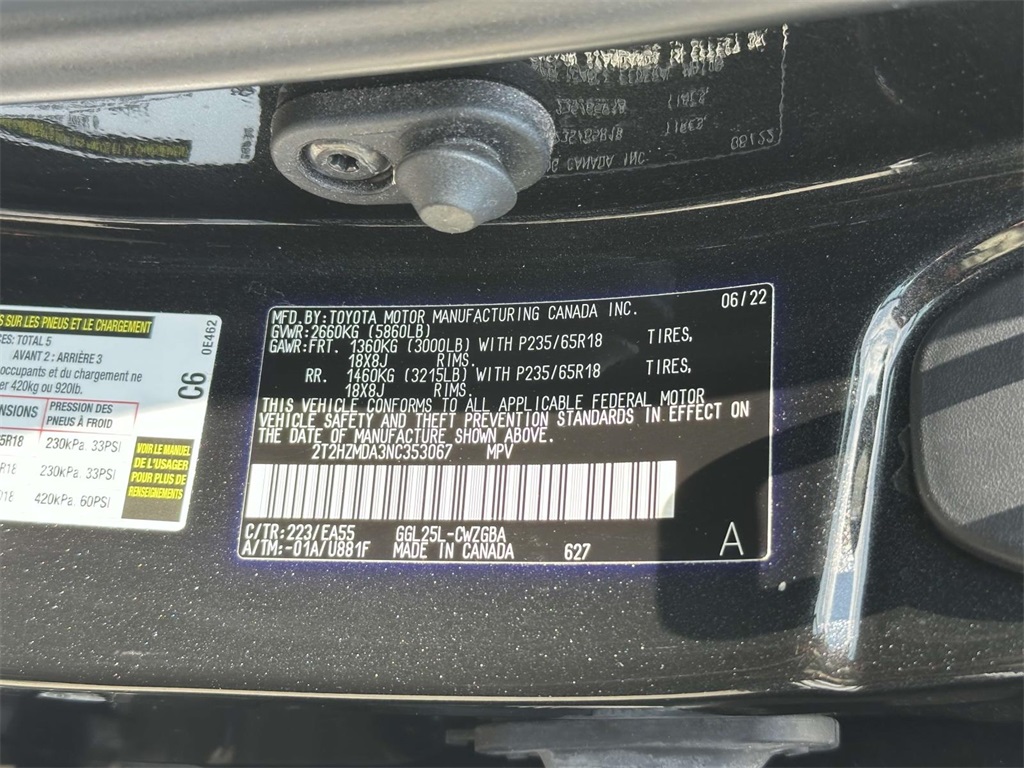 MFD. BY: TOYOTA MOTOR MANUFACTURING CANADA INC. 06/22
GVWR: 2660KG (5860LB)
GAWR: FRT. 1360KG (3000LB) WITH P235/65R18 TIRES,
18X8J RIMS.
RR. 1460KG (3215LB) WITH P235/65R18 TIRES,
18X8J RIMS.
THIS VEHICLE CONFORMS TO ALL APPLICABLE FEDERAL MOTOR
VEHICLE SAFETY AND THEFT PREVENTION STANDARDS IN EFFECT ON
THE DATE OF MANUFACTURE SHOWN ABOVE.
2T2HZMDA3NC353067 MPV
C/TR: 223/EA55 GGL25L-CWZGBA
A/TM: -01A/U881F MADE IN CANADA 627 A
SUR LES PNEUS ET LE CHARGEMENT
TOTAL 5
AVANT 2 : ARRIÈRE 3
occupants et du chargement ne
420kg ou 920lb.
PRESSION DES
PNEUS À FROID
5R18 230kPa. 33PSI
R18 230kPa. 33PSI
D18 420kPa. 60PSI
VOIR LE MANUEL
DE L'USAGER
POUR PLUS DE
RENSEIGNEMENTS
0E462
C6